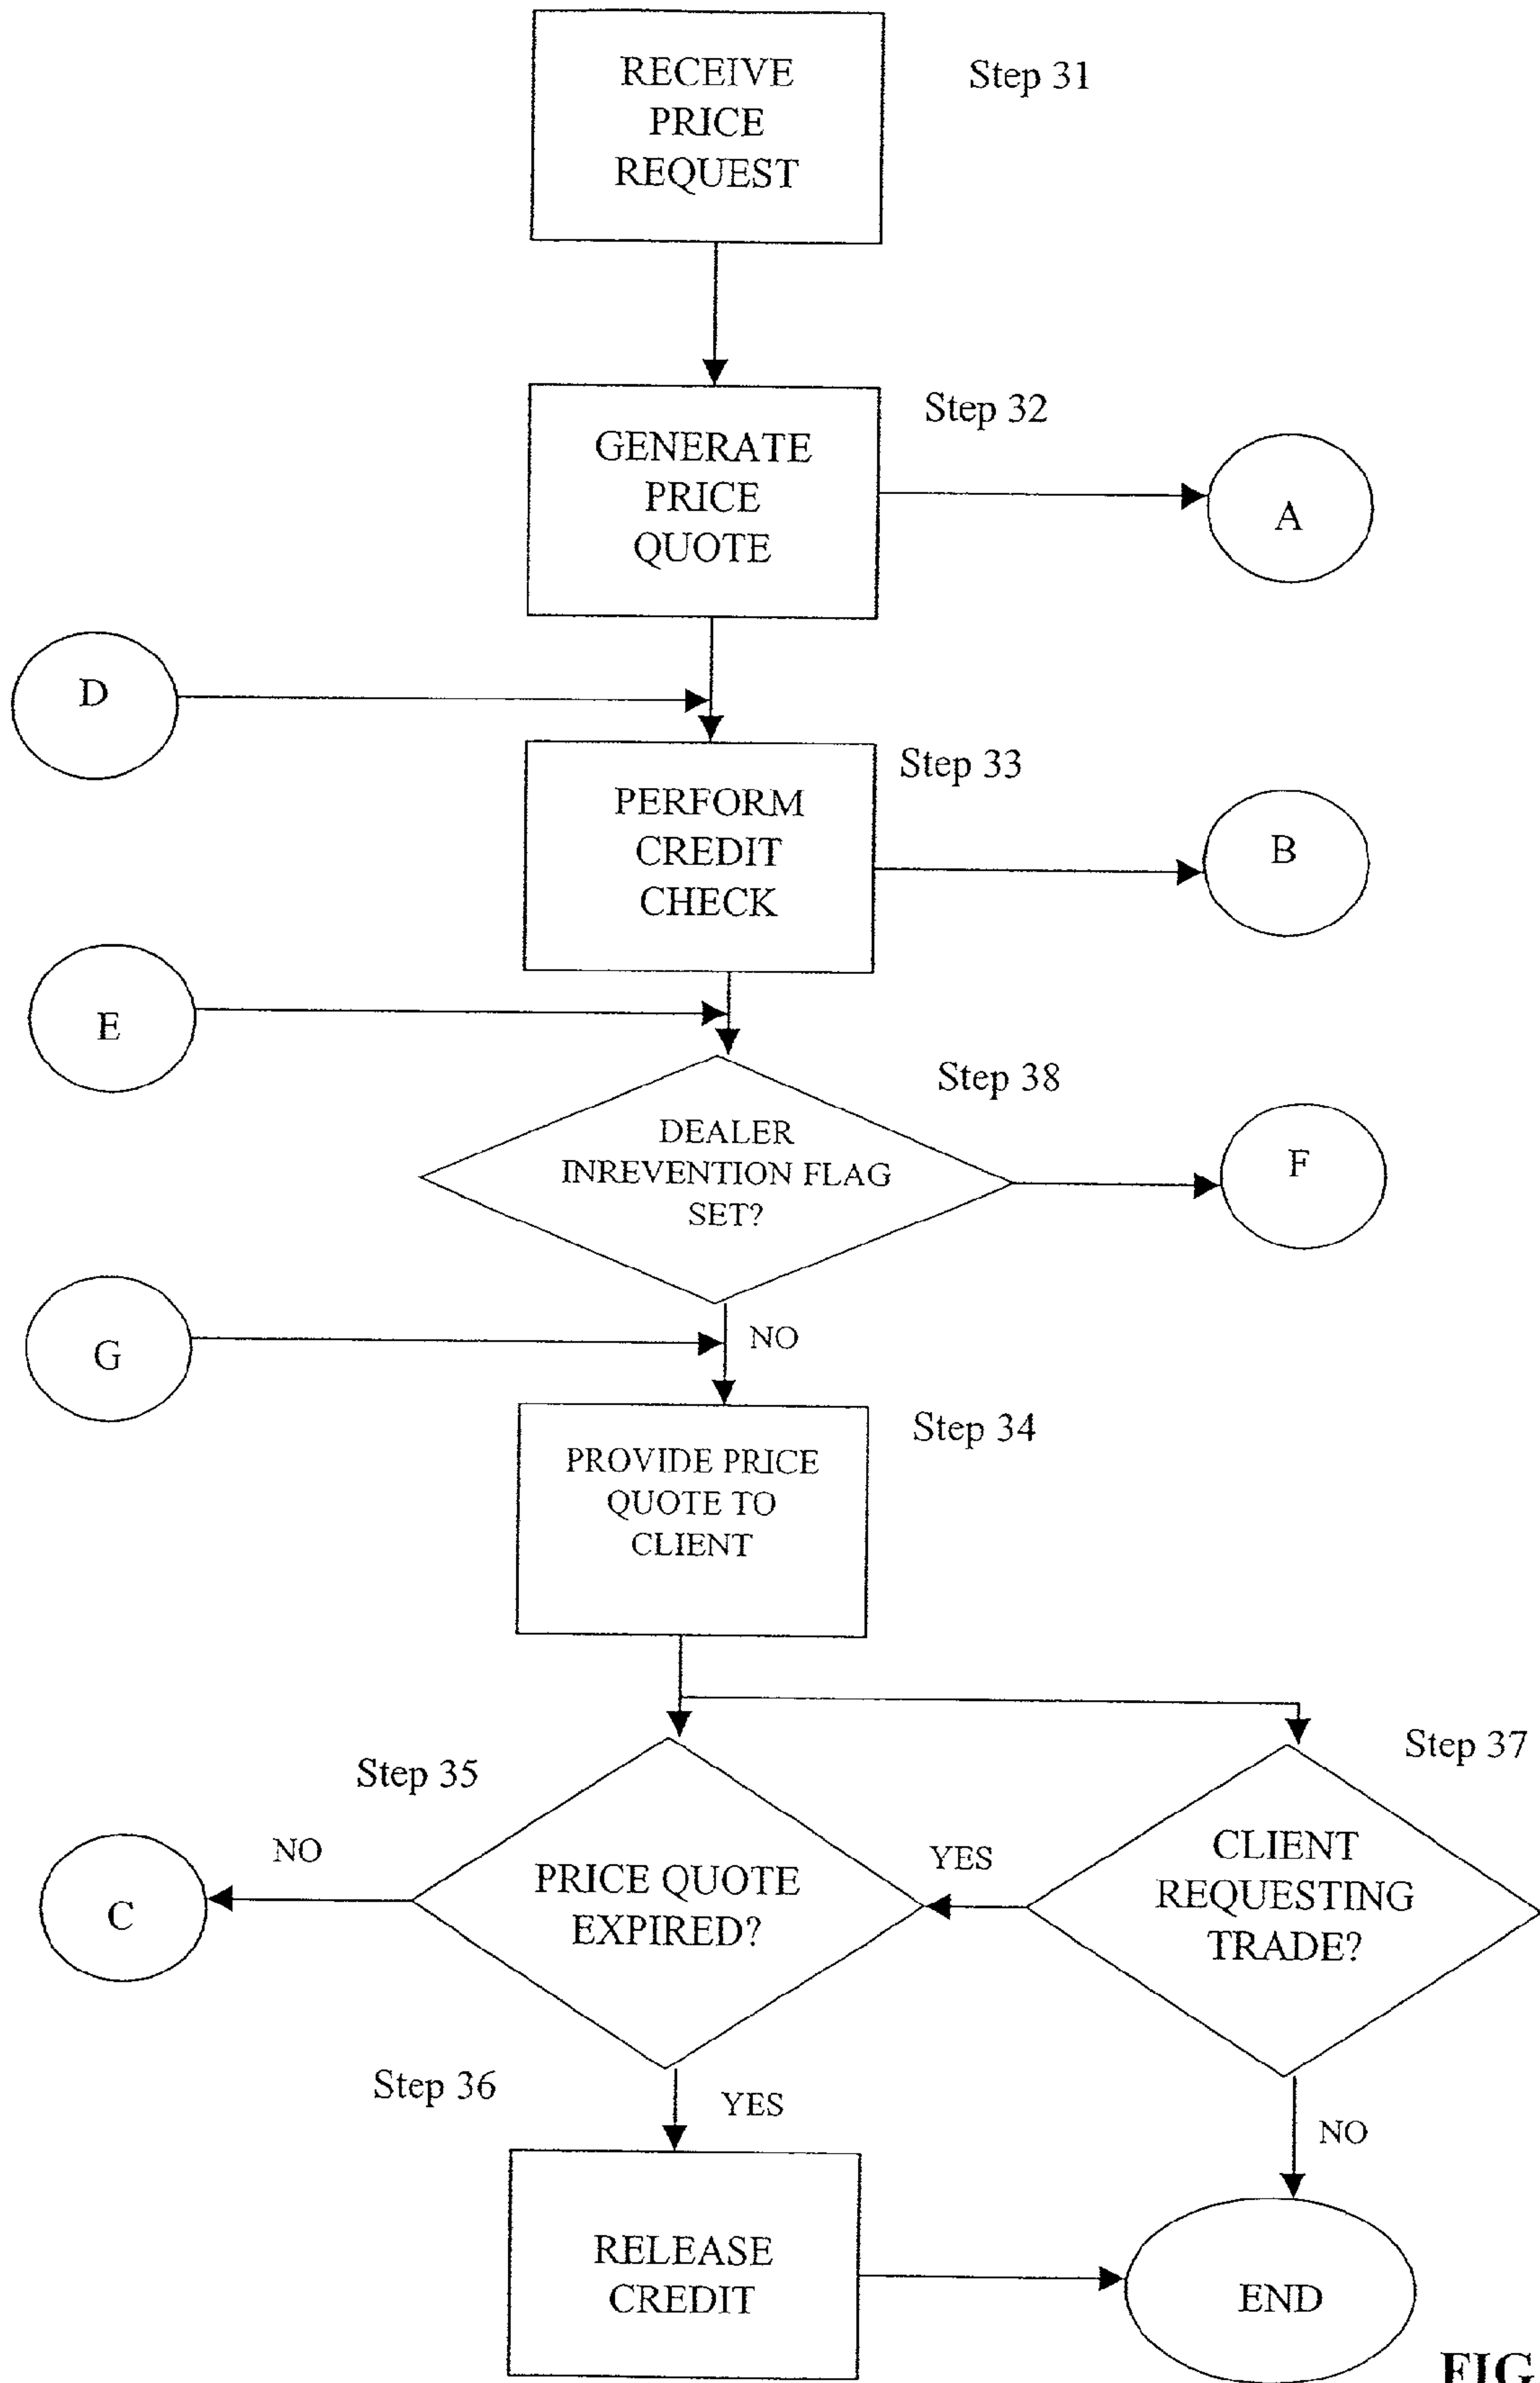 RECEIVE
PRICE
REQUEST
Step 31
GENERATE
PRICE
QUOTE
Step 32
A
D
PERFORM
CREDIT
CHECK
Step 33
B
E
DEALER
INREVENTION FLAG
SET?
Step 38
F
G
NO
PROVIDE PRICE
QUOTE TO
CLIENT
Step 34
Step 35
Step 37
C
NO
PRICE QUOTE
EXPIRED?
YES
CLIENT
REQUESTING
TRADE?
Step 36
YES
NO
RELEASE
CREDIT
END
FIG